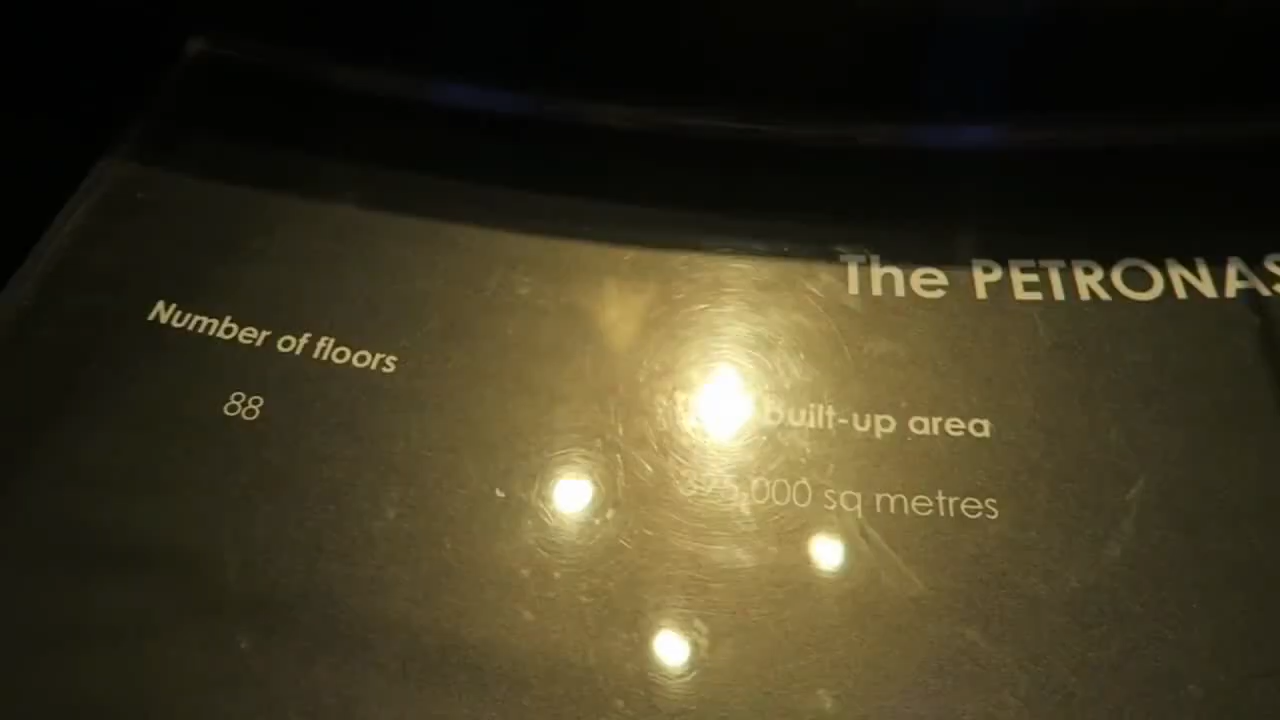 The PETRONAS
Number of floors
88
built-up area
sq metres